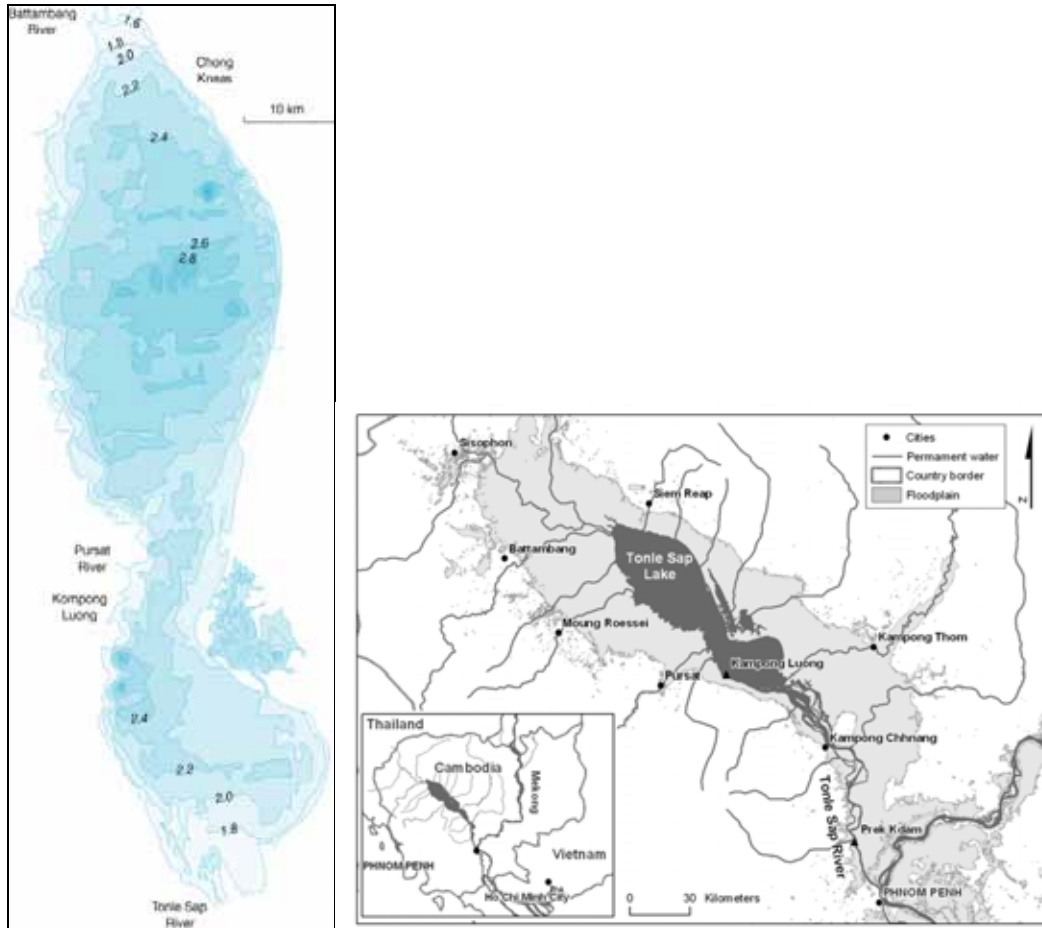 Battambang
River
1.6
1.8
2.0
2.2
Chong
Kneas
10 km
2.4
2.6
2.8
Pursat
River
Kompong
Luong
2.4
2.2
2.0
1.8
Tonle Sap
River
Sisophon
Siem Reap
Battambang
Tonle Sap
Lake
Moung Roessei
Kampong Thom
Kampong Luong
Pursat
Kampong Chhnang
Tonle Sap River
Prek Kdam
PHNOM PENH
Cities
Permament water
Country border
Floodplain
N
Thailand
Cambodia
Mekong
Vietnam
PHNOM PENH
Ho Chi Minh City
0 30 Kilometers